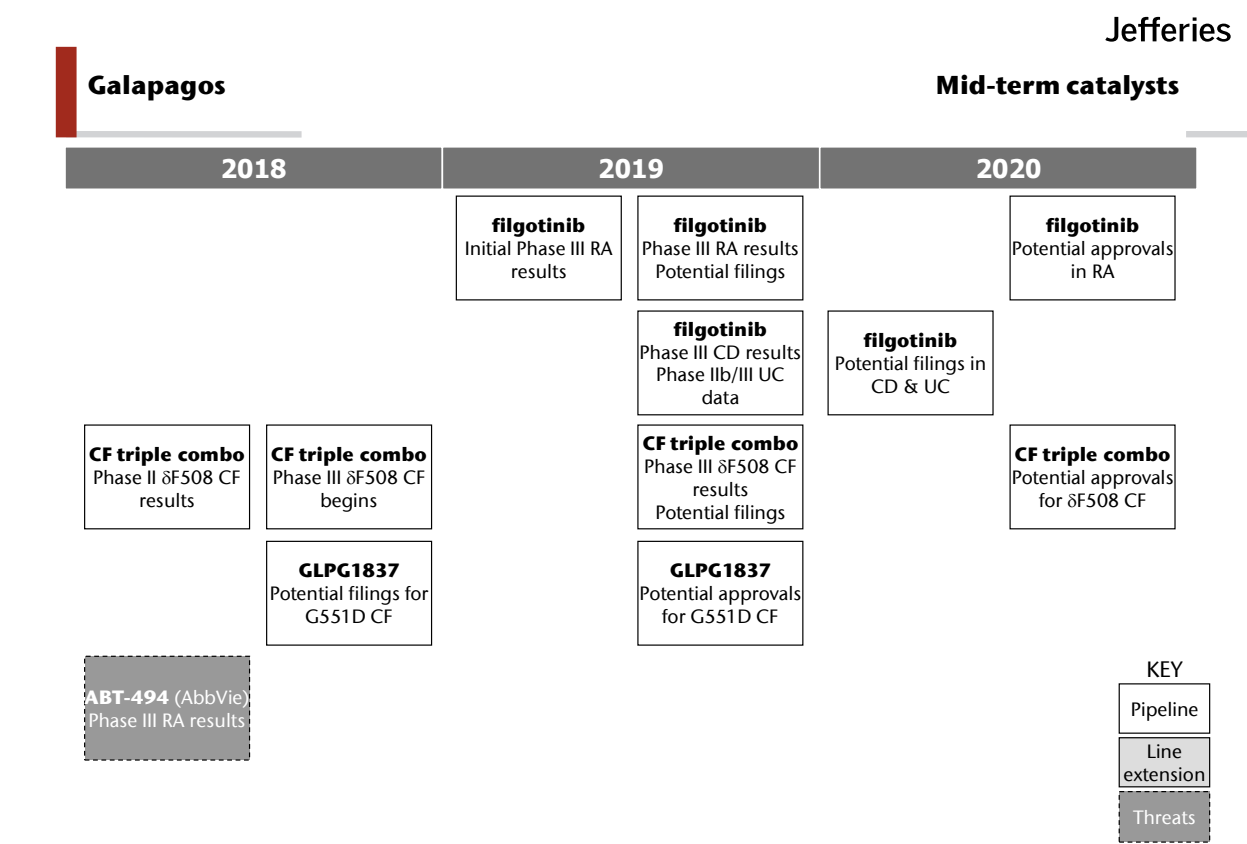 Jefferies
Galapagos
Mid-term catalysts
2018
2019
2020
filgotinib
Initial Phase III RA
results
filgotinib
Phase III RA results
Potential filings
filgotinib
Potential approvals
in RA
filgotinib
Phase III CD results
Phase IIb/III UC
data
filgotinib
Potential filings in
CD & UC
CF triple combo
Phase II δF508 CF
results
CF triple combo
Phase III δF508 CF
begins
CF triple combo
Phase III δF508 CF
results
Potential filings
CF triple combo
Potential approvals
for δF508 CF
GLPG1837
Potential filings for
G551D CF
GLPG1837
Potential approvals
for G551D CF
ABT-494 (AbbVie)
Phase III RA results
KEY
Pipeline
Line
extension
Threats